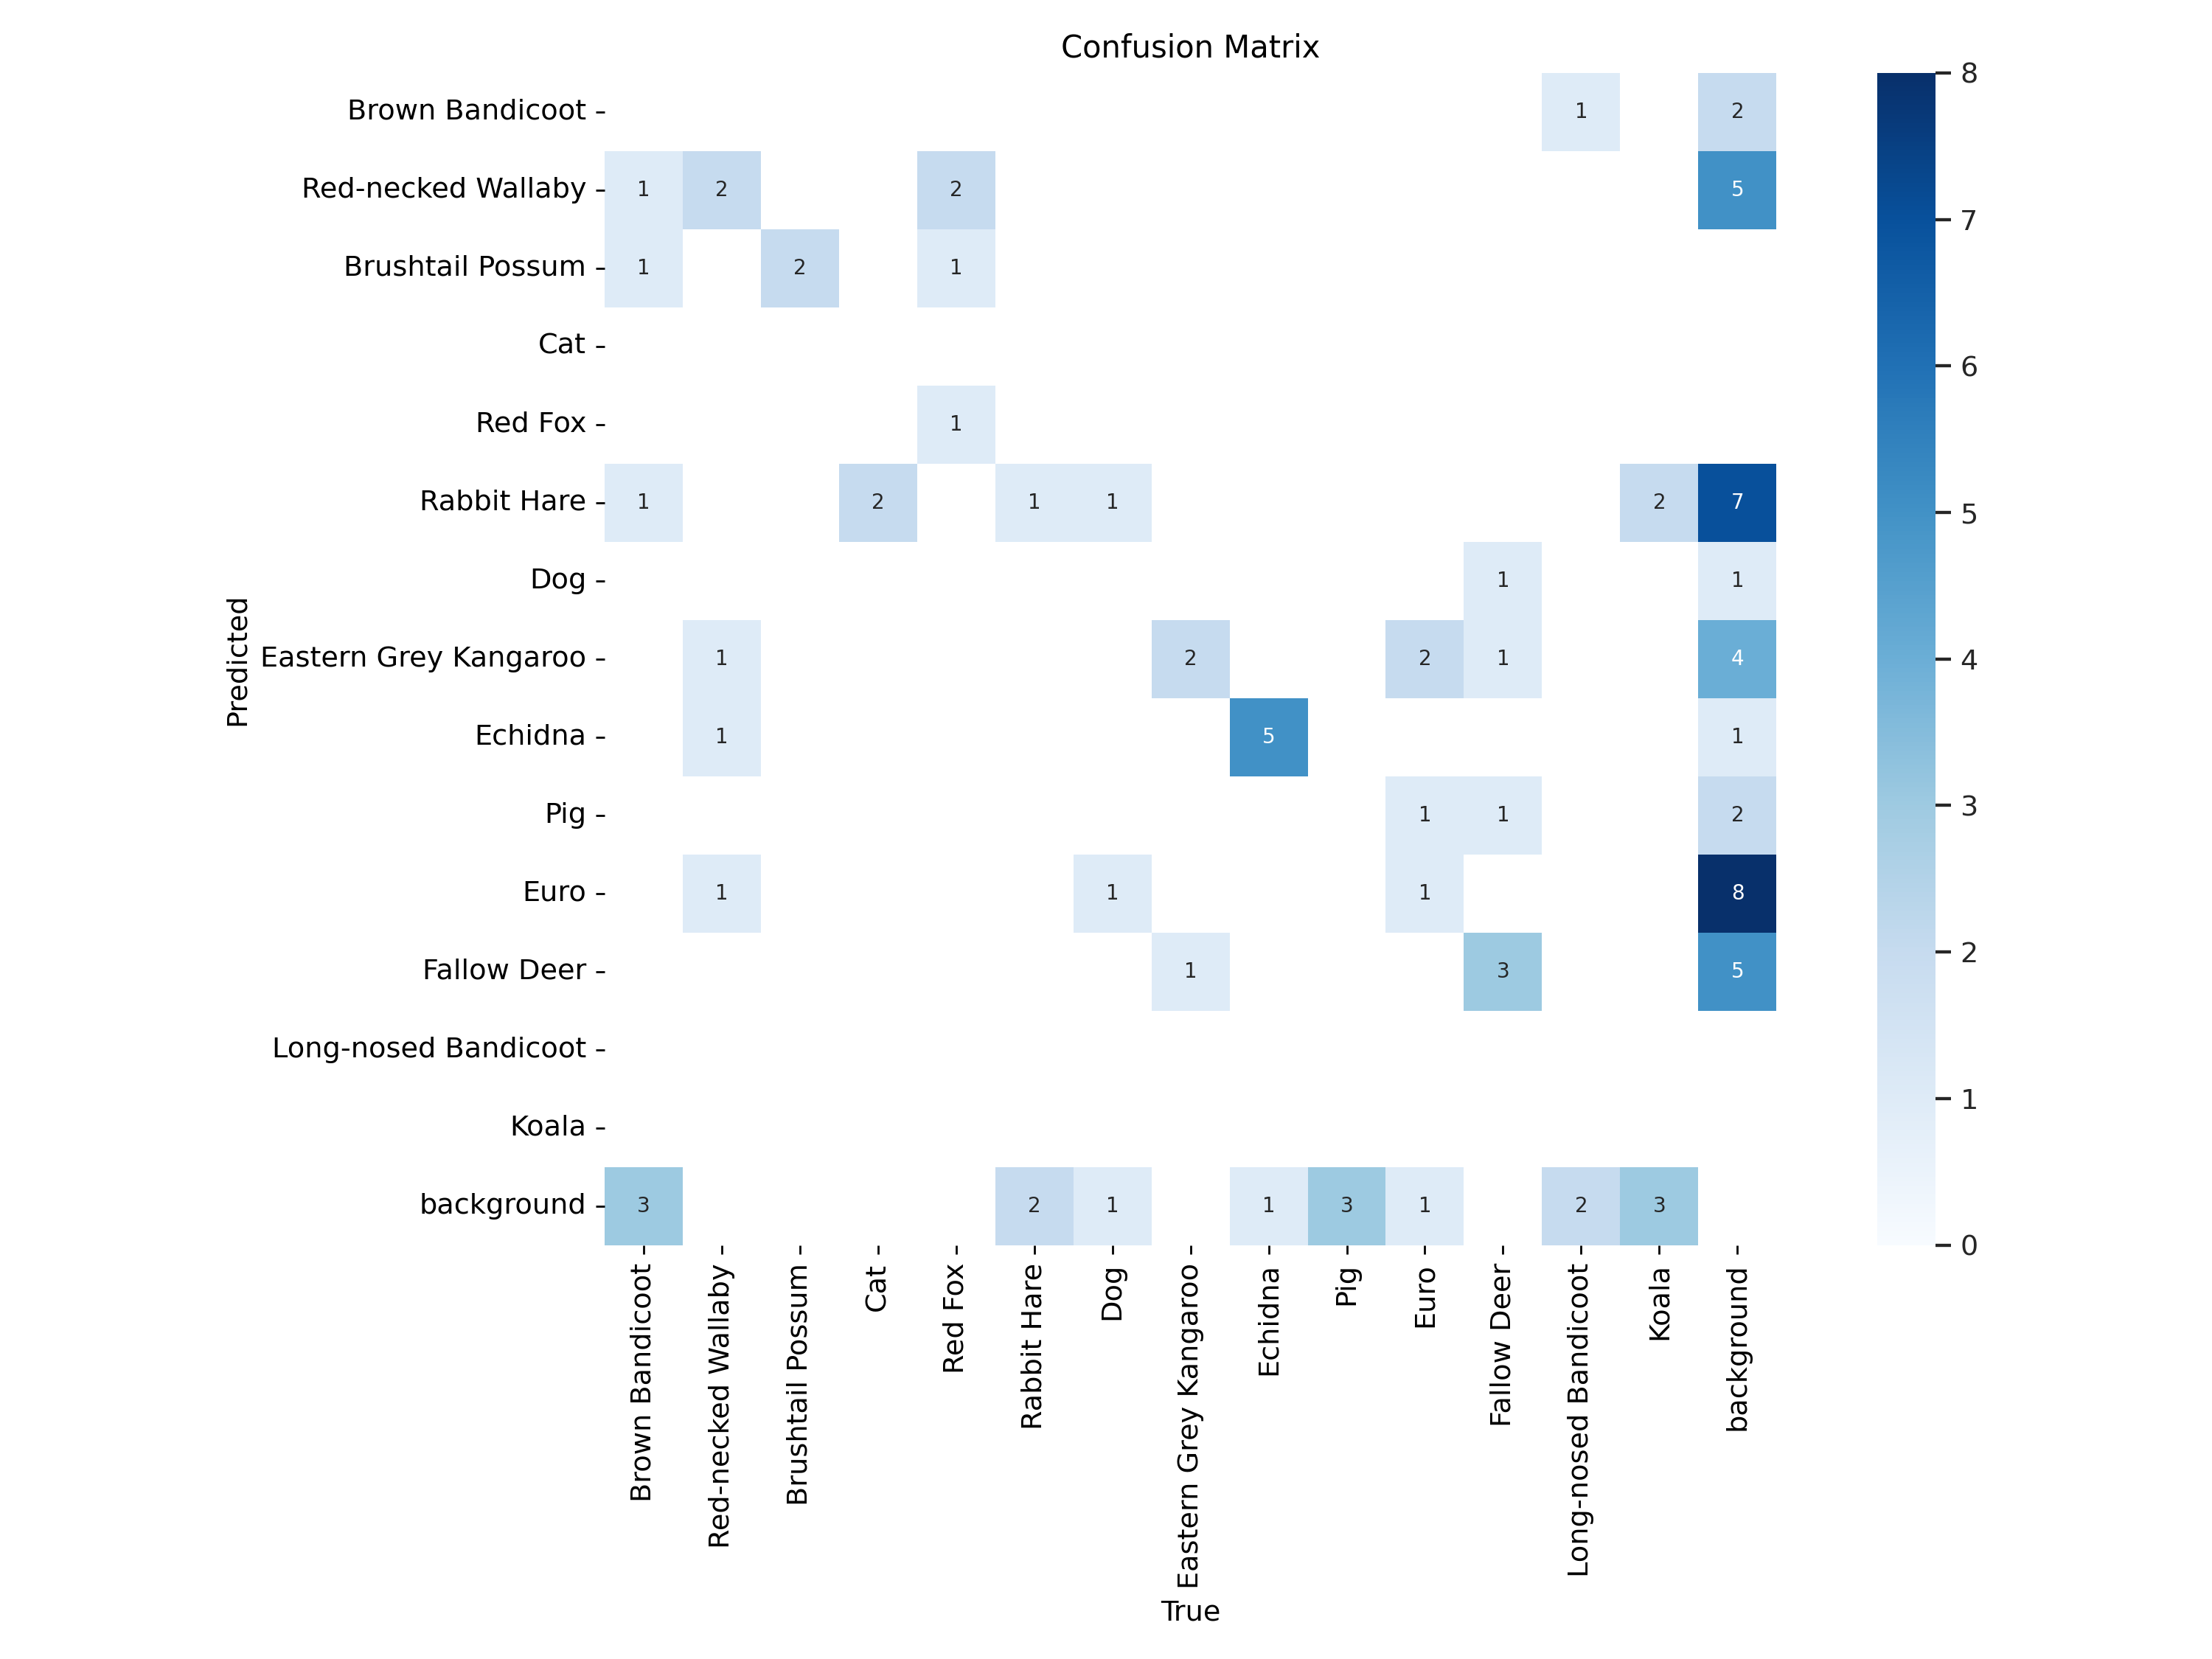 Confusion Matrix
Brown Bandicoot 1 2 8
Red-necked Wallaby 1 2 2 5 7
Brushtail Possum 1 2 1
Cat 6
Red Fox 1
Rabbit Hare 1 2 1 1 2 7 5
Dog 1 1
Eastern Grey Kangaroo 1 2 2 1 4 4
Predicted
Echidna 1 5 1
Pig 1 1 2 3
Euro 1 1 1 8
Fallow Deer 1 3 5 2
Long-nosed Bandicoot
Koala 1
background 3 2 1 1 3 1 2 3 0
Brown Bandicoot
Red-necked Wallaby
Brushtail Possum
Cat
Red Fox
Rabbit Hare
Dog
Eastern Grey Kangaroo
Echidna
Pig
Euro
Fallow Deer
Long-nosed Bandicoot
Koala
background
True